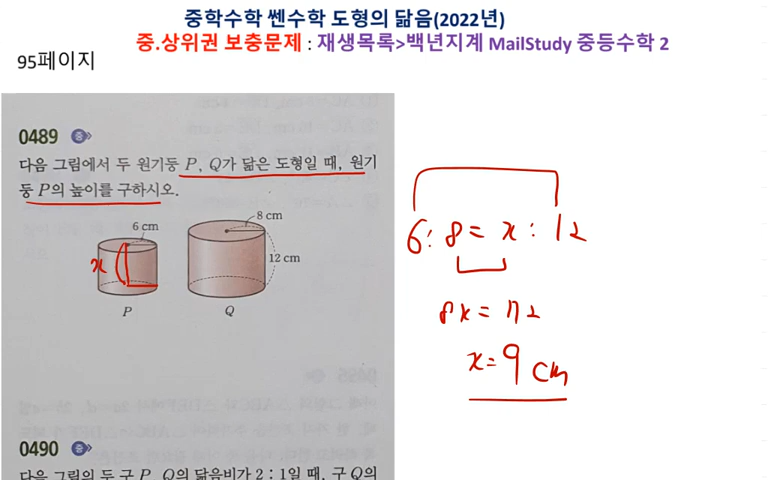 중학수학 쎈수학 도형의 닮음(2022년)
중.상위권 보충문제 : 재생목록>백년지계 MailStudy 중등수학 2
95페이지
0489 중
다음 그림에서 두 원기둥 P, Q가 닮은 도형일 때, 원기
둥 P의 높이를 구하시오.
6 cm
8 cm
x
12 cm
P
Q
6 : 8 = x : 12
8x = 72
x = 9 cm
0490 중
다음 그림의 두 구 P, Q의 닮음비가 2 : 1일 때, 구 Q의